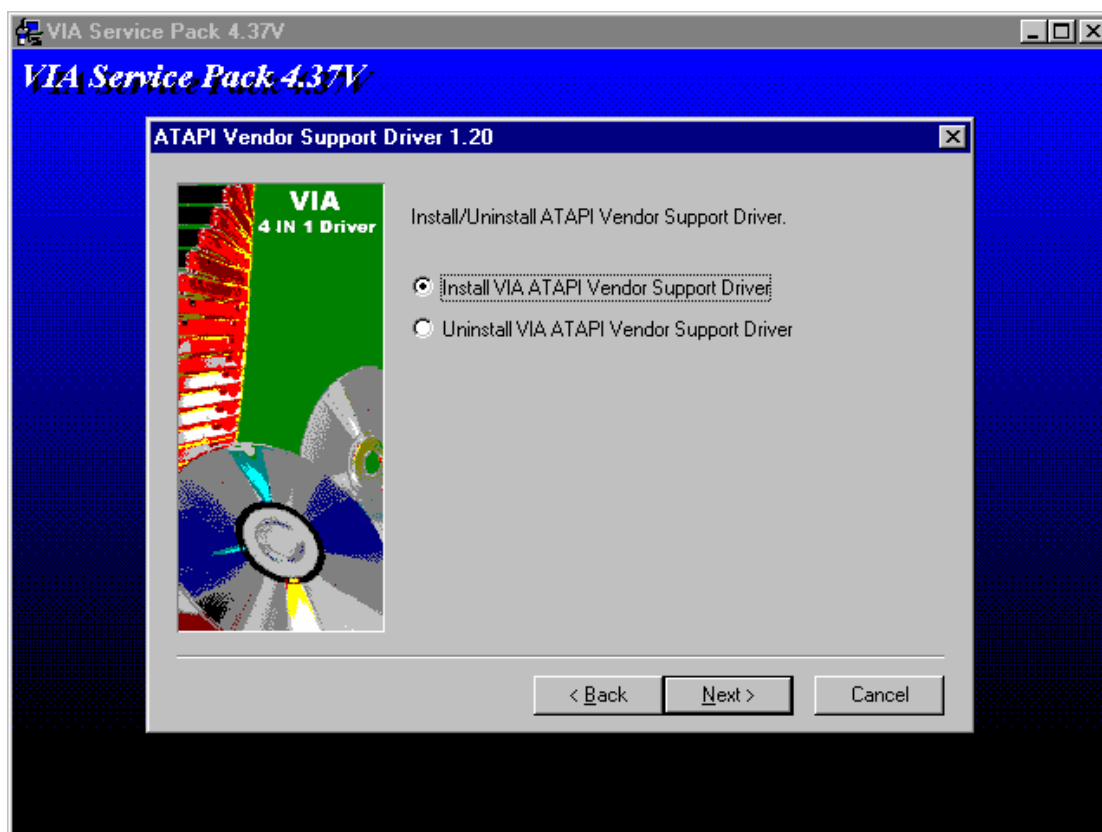 VIA Service Pack 4.37V
VIA Service Pack 4.37V
ATAPI Vendor Support Driver 1.20
VIA
4 IN 1 Driver
Install/Uninstall ATAPI Vendor Support Driver.
Install VIA ATAPI Vendor Support Driver
Uninstall VIA ATAPI Vendor Support Driver
< Back
Next >
Cancel